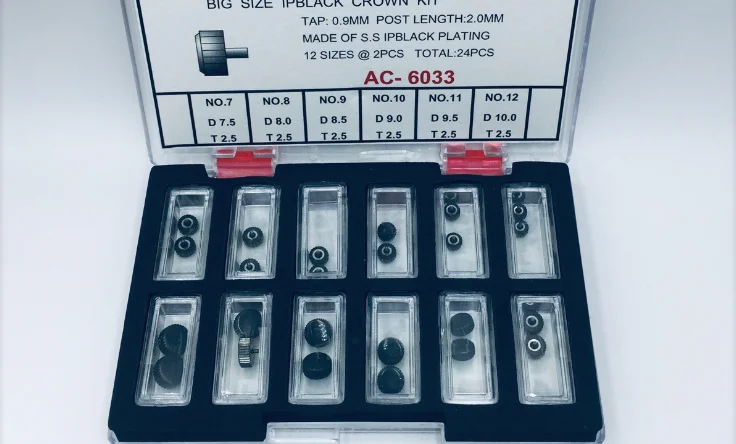 BIG SIZE IPBLACK CROWN KIT
TAP: 0.9MM POST LENGTH:2.0MM
MADE OF S.S IPBLACK PLATING
12 SIZES @ 2PCS TOTAL:24PCS
AC- 6033
NO.7 NO.8 NO.9 NO.10 NO.11 NO.12
D 7.5 D 8.0 D 8.5 D 9.0 D 9.5 D 10.0
T 2.5 T 2.5 T 2.5 T 2.5 T 2.5 T 2.5